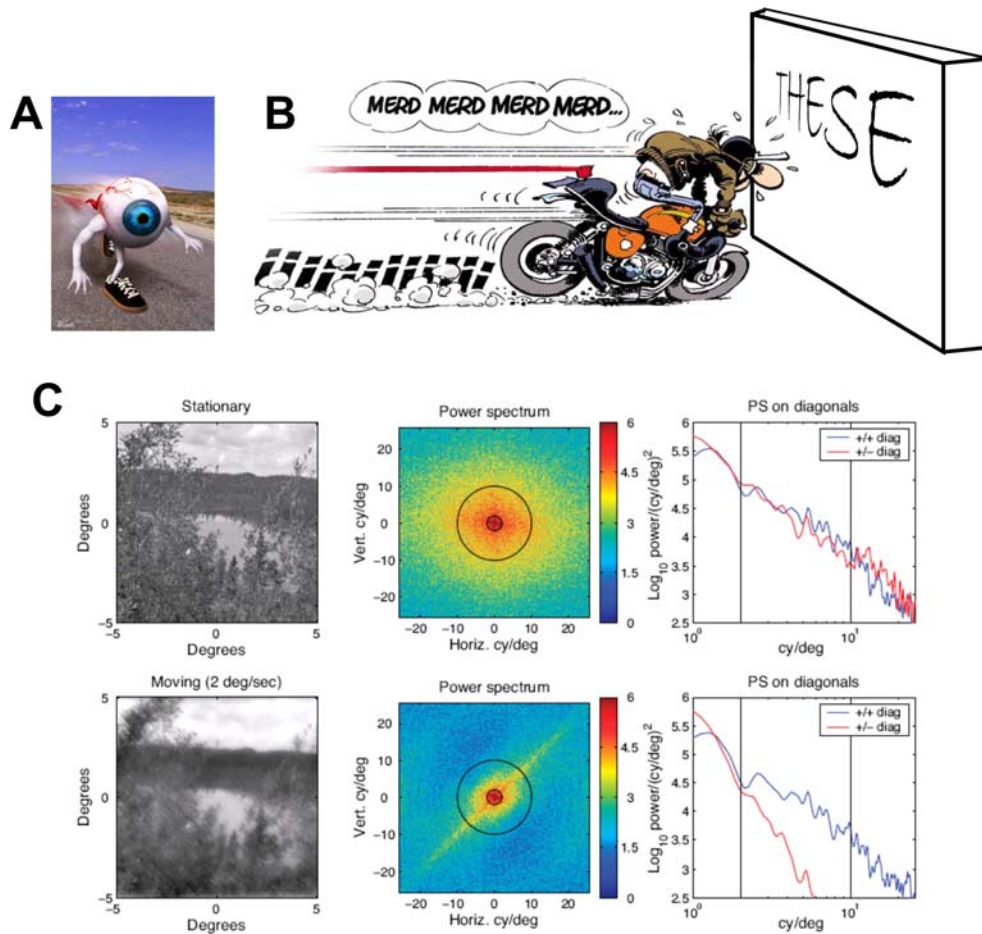 A
B
MERD MERD MERD MERD...
THESE
C
Stationary
Degrees
5
0
-5
-5
0
5
Degrees
Power spectrum
Vert. cy/deg
20
10
0
-10
-20
-20
-10
0
10
20
Horiz. cy/deg
6
4.5
3
1.5
0
PS on diagonals
Log10 power/(cy/deg)2
6
5.5
5
4.5
4
3.5
3
2.5
+/+ diag
+/− diag
10^0
10^1
cy/deg
Moving (2 deg/sec)
Degrees
5
0
-5
-5
0
5
Degrees
Power spectrum
Vert. cy/deg
20
10
0
-10
-20
-20
-10
0
10
20
Horiz. cy/deg
6
4.5
3
1.5
0
PS on diagonals
Log10 power/(cy/deg)2
6
5.5
5
4.5
4
3.5
3
2.5
+/+ diag
+/− diag
10^0
10^1
cy/deg